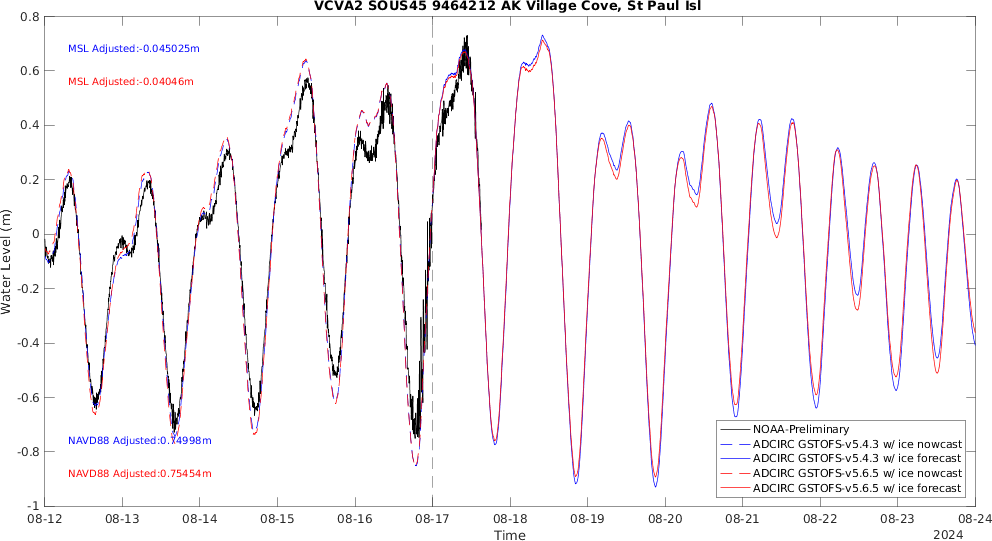 VCVA2 SOUS45 9464212 AK Village Cove, St Paul Isl
MSL Adjusted:-0.045025m
MSL Adjusted:-0.04046m
NAVD88 Adjusted:0.74998m
NAVD88 Adjusted:0.75454m
Water Level (m)
0.8
0.6
0.4
0.2
0
-0.2
-0.4
-0.6
-0.8
-1
NOAA-Preliminary
ADCIRC GSTOFS-v5.4.3 w/ ice nowcast
ADCIRC GSTOFS-v5.4.3 w/ ice forecast
ADCIRC GSTOFS-v5.6.5 w/ ice nowcast
ADCIRC GSTOFS-v5.6.5 w/ ice forecast
08-12 08-13 08-14 08-15 08-16 08-17 08-18 08-19 08-20 08-21 08-22 08-23 08-24
Time
2024